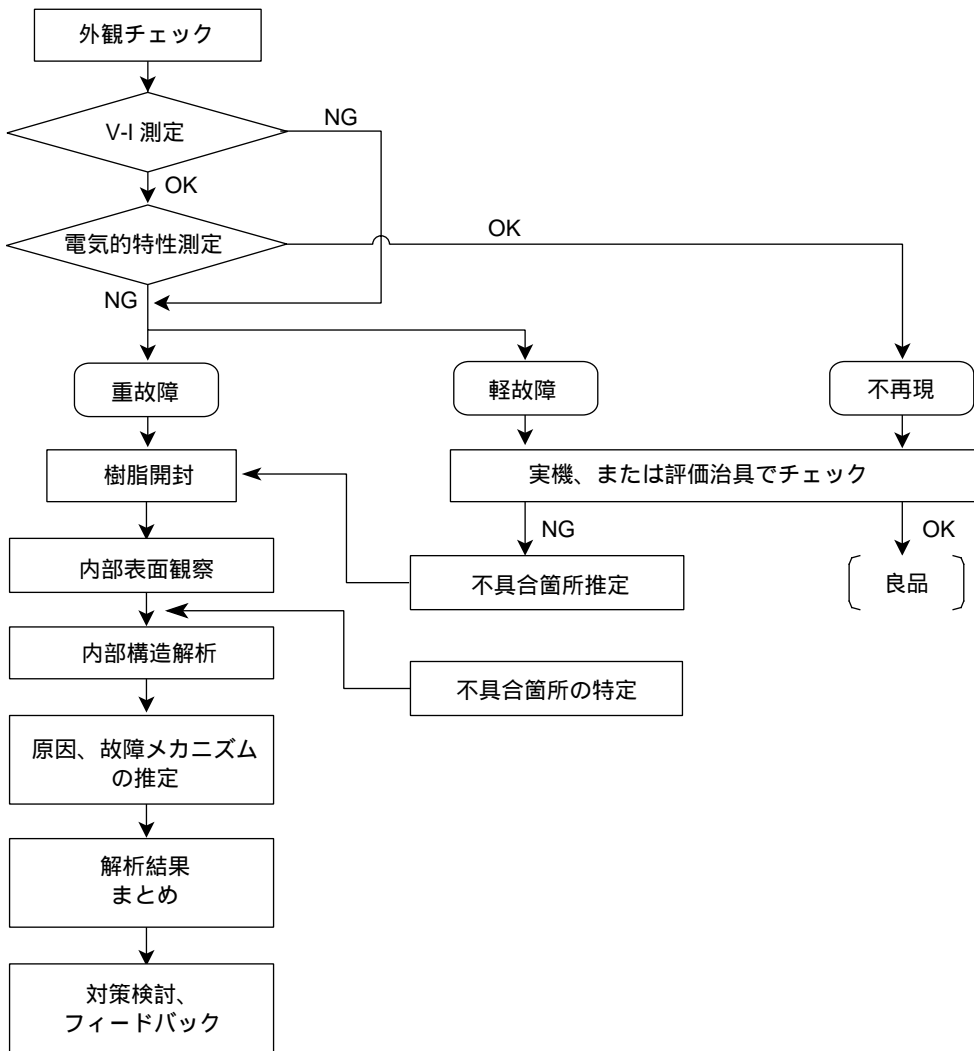 外観チェック
V-I 測定
NG
OK
電気的特性測定
OK
NG
重故障
軽故障
不再現
樹脂開封
実機、または評価治具でチェック
NG
OK
内部表面観察
不具合箇所推定
良品
内部構造解析
不具合箇所の特定
原因、故障メカニズム
の推定
解析結果
まとめ
対策検討、
フィードバック